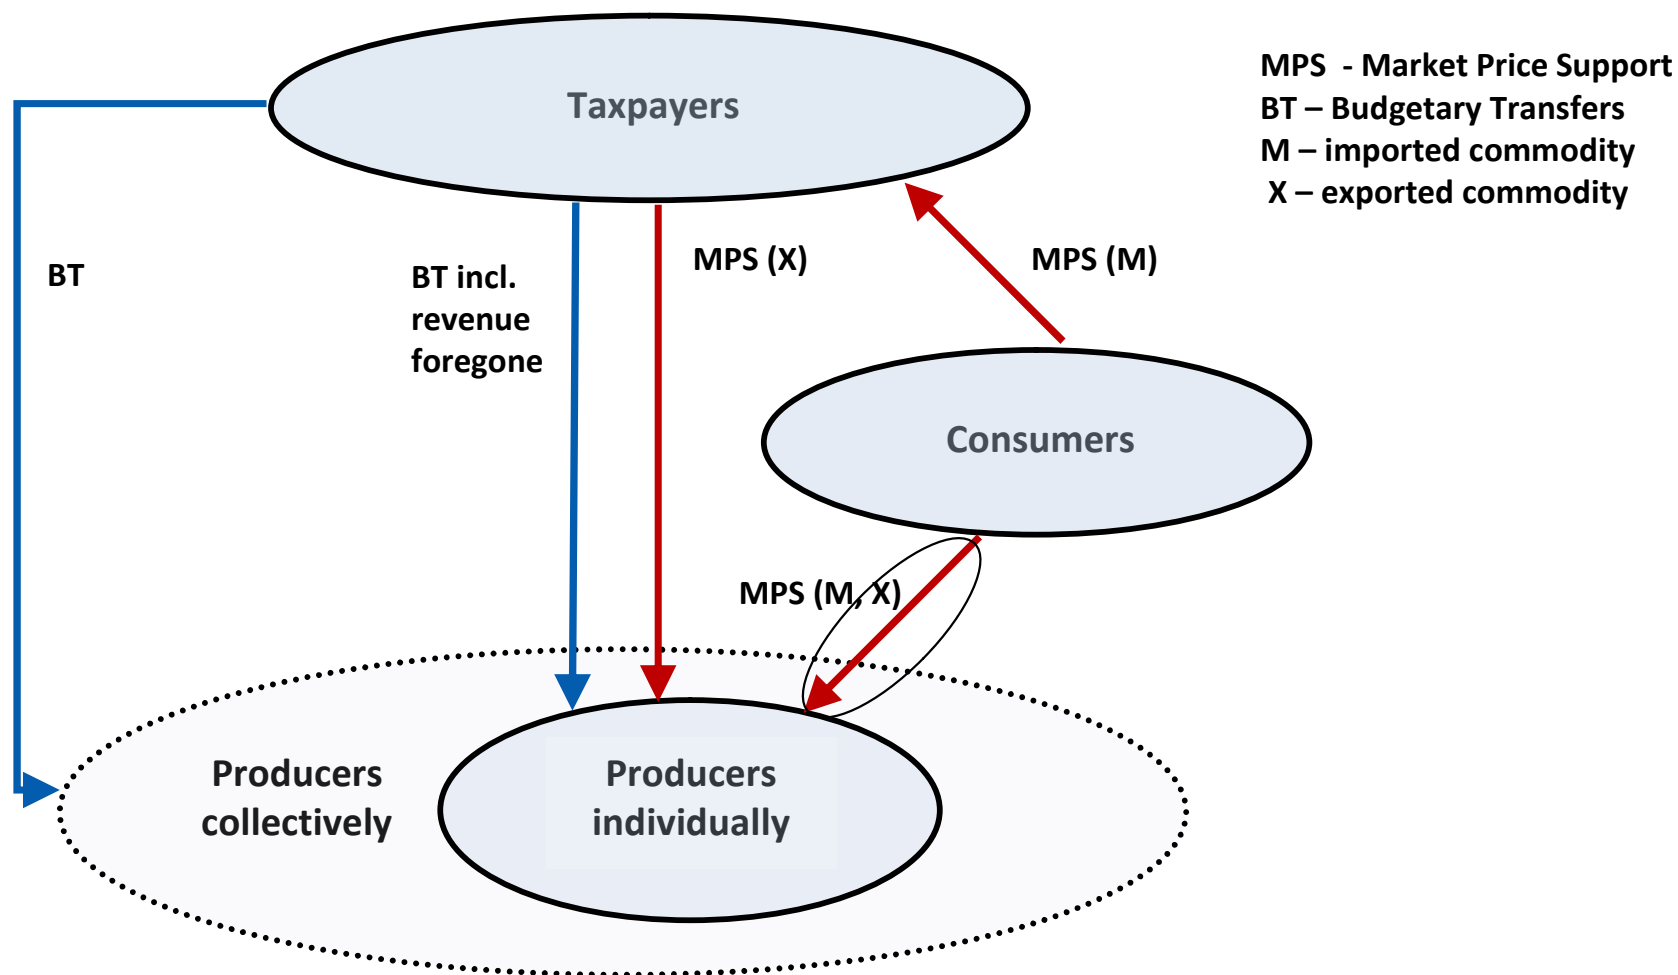 Taxpayers
MPS - Market Price Support
BT – Budgetary Transfers
M – imported commodity
X – exported commodity
BT
BT incl.
revenue
foregone
MPS (X)
MPS (M)
Consumers
MPS (M, X)
Producers
collectively
Producers
individually